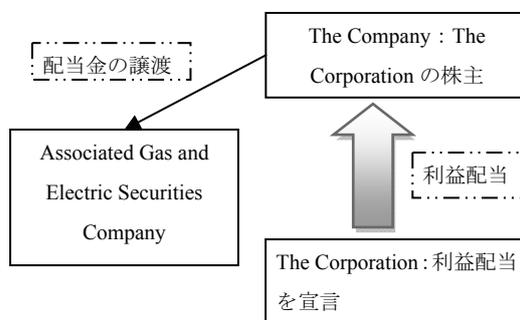 The Company : The
Corporation の株主
配当金の譲渡
Associated Gas and
Electric Securities
Company
利益配当
The Corporation : 利益配当
を宣言